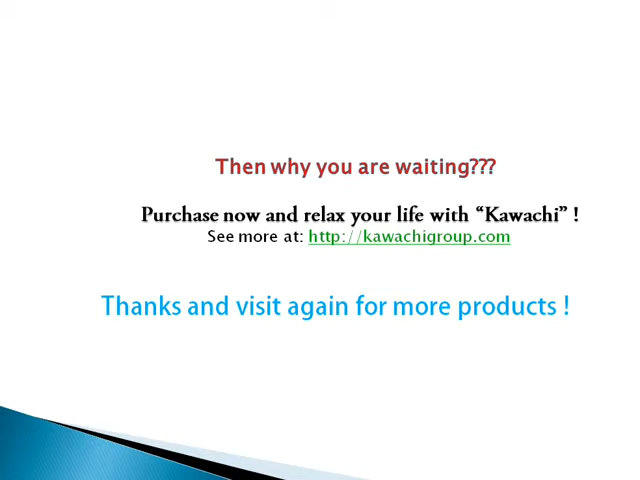 Then why you are waiting???
Purchase now and relax your life with “Kawachi” !
See more at: http://kawachigroup.com
Thanks and visit again for more products !